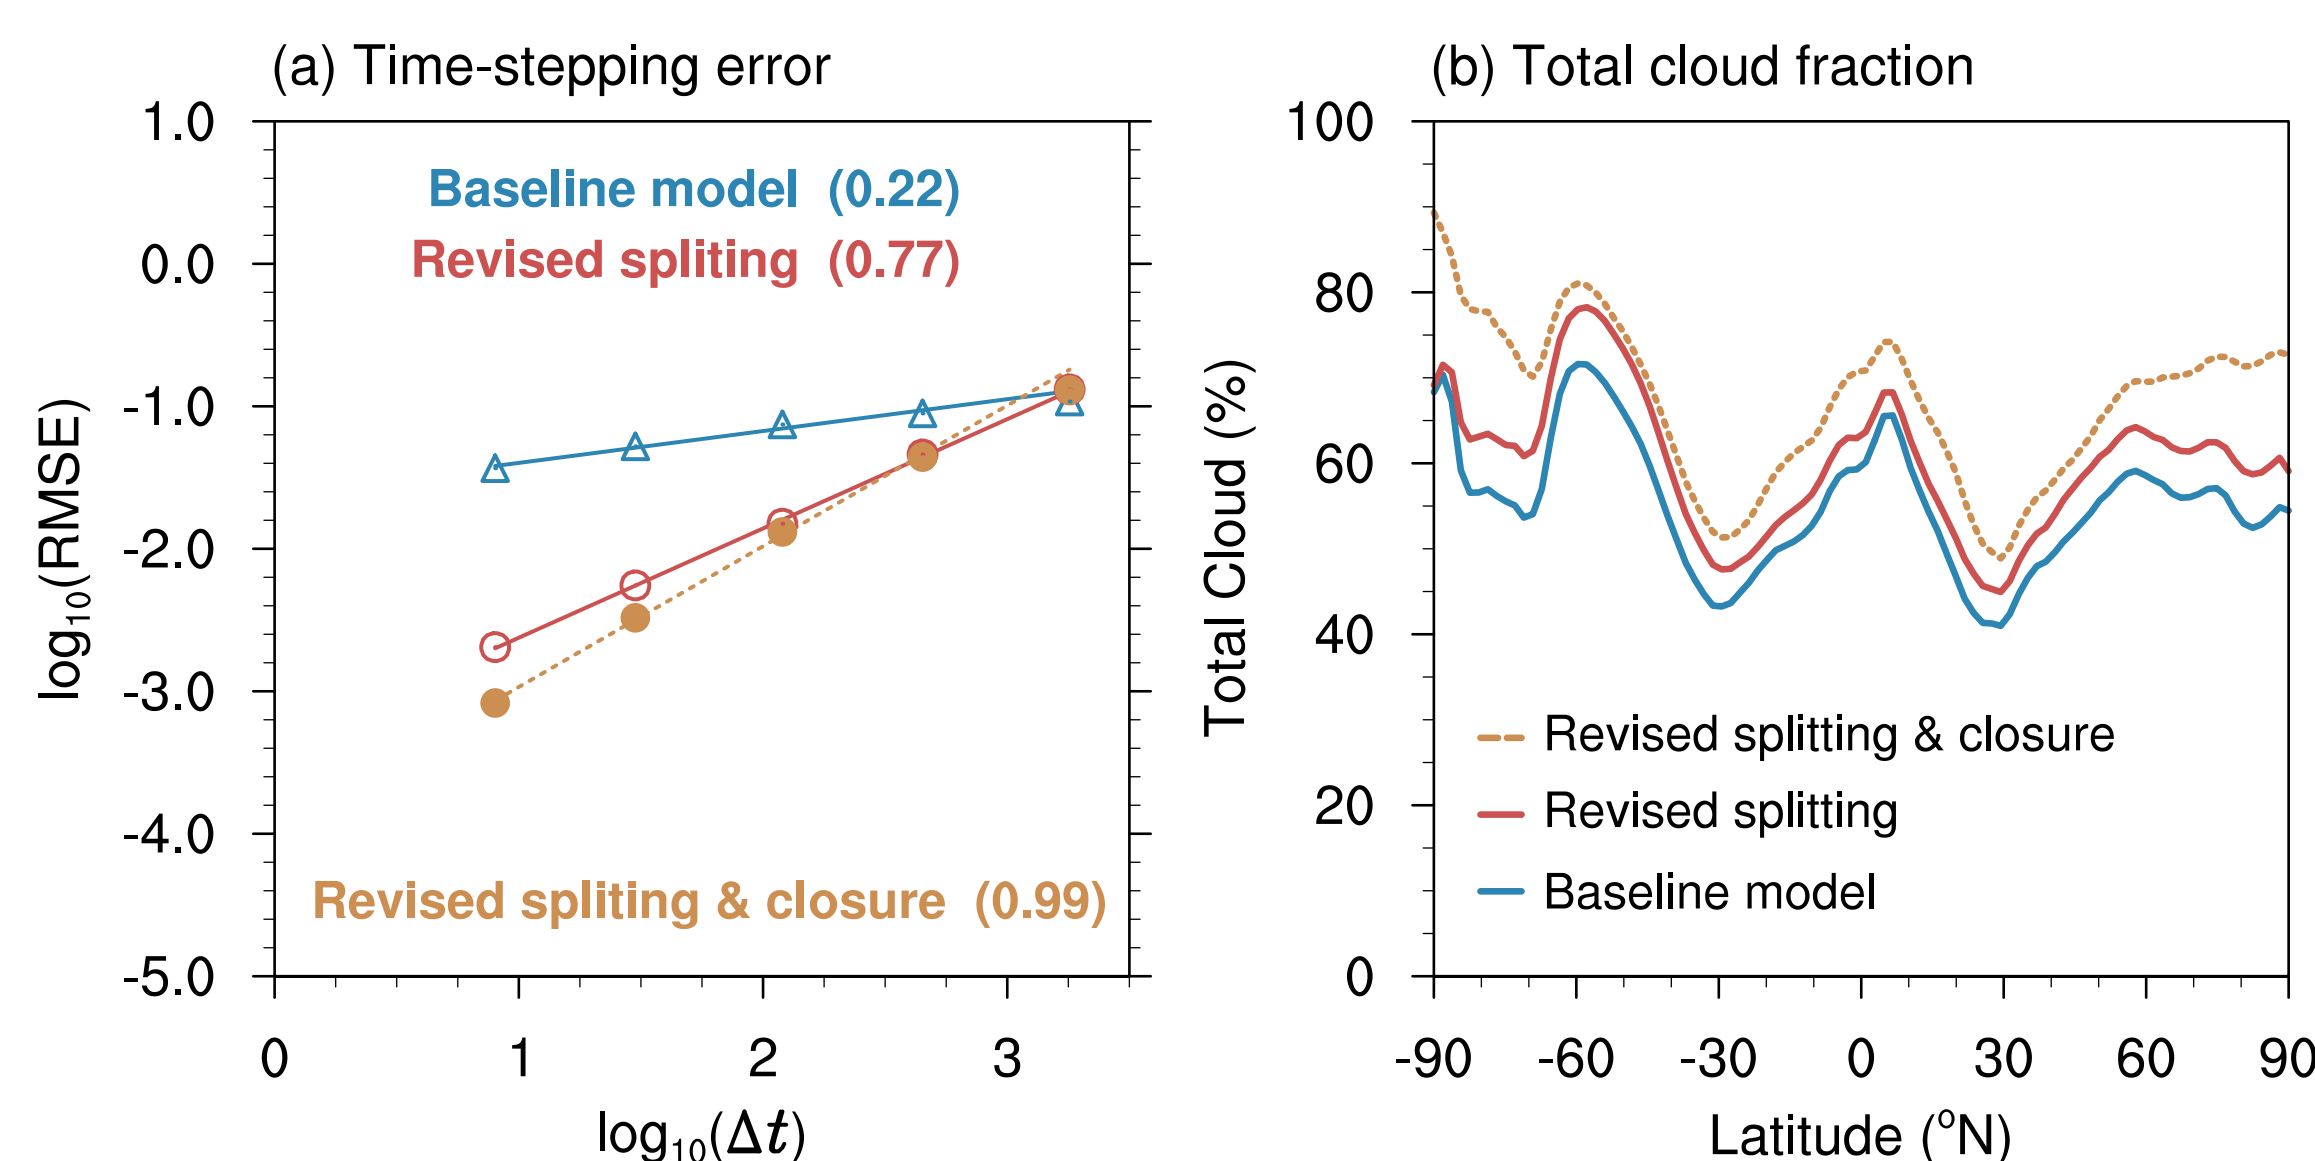 (a) Time-stepping error
1.0
0.0
-1.0
-2.0
-3.0
-4.0
-5.0
log₁₀(RMSE)
Baseline model (0.22)
Revised spliting (0.77)
Revised spliting & closure (0.99)
0 1 2 3
log₁₀(Δt)
(b) Total cloud fraction
100
80
60
40
20
0
Total Cloud (%)
Revised splitting & closure
Revised splitting
Baseline model
-90 -60 -30 0 30 60 90
Latitude (°N)